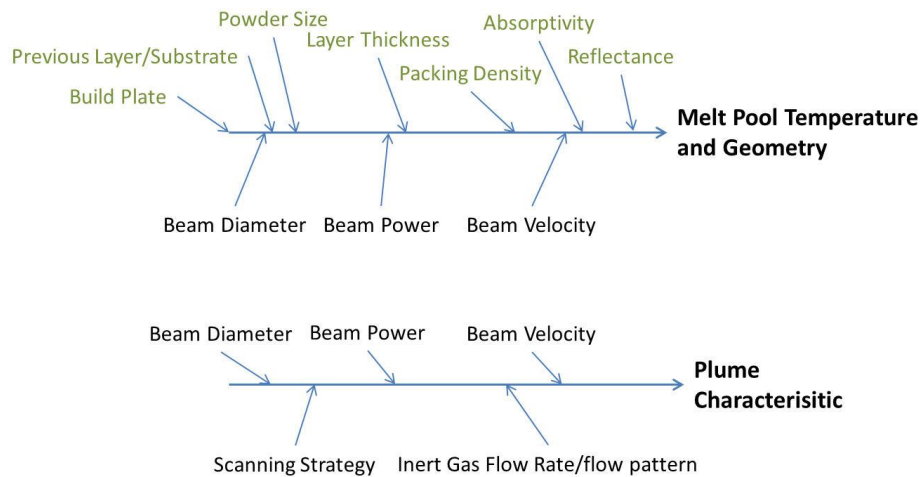 Powder Size
Absorptivity
Layer Thickness
Previous Layer/Substrate
Reflectance
Packing Density
Build Plate
Melt Pool Temperature
and Geometry
Beam Diameter
Beam Power
Beam Velocity
Beam Diameter
Beam Power
Beam Velocity
Plume
Characterisitic
Scanning Strategy
Inert Gas Flow Rate/flow pattern